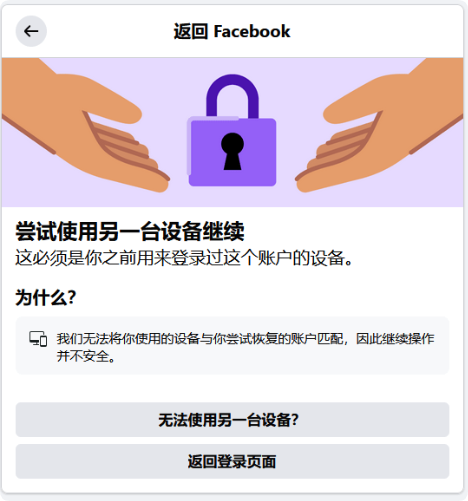 返回 Facebook
尝试使用另一台设备继续
这必须是你之前用来登录过这个账户的设备。
为什么？
我们无法将你使用的设备与你尝试恢复的账户匹配，因此继续操作
并不安全。
无法使用另一台设备？
返回登录页面